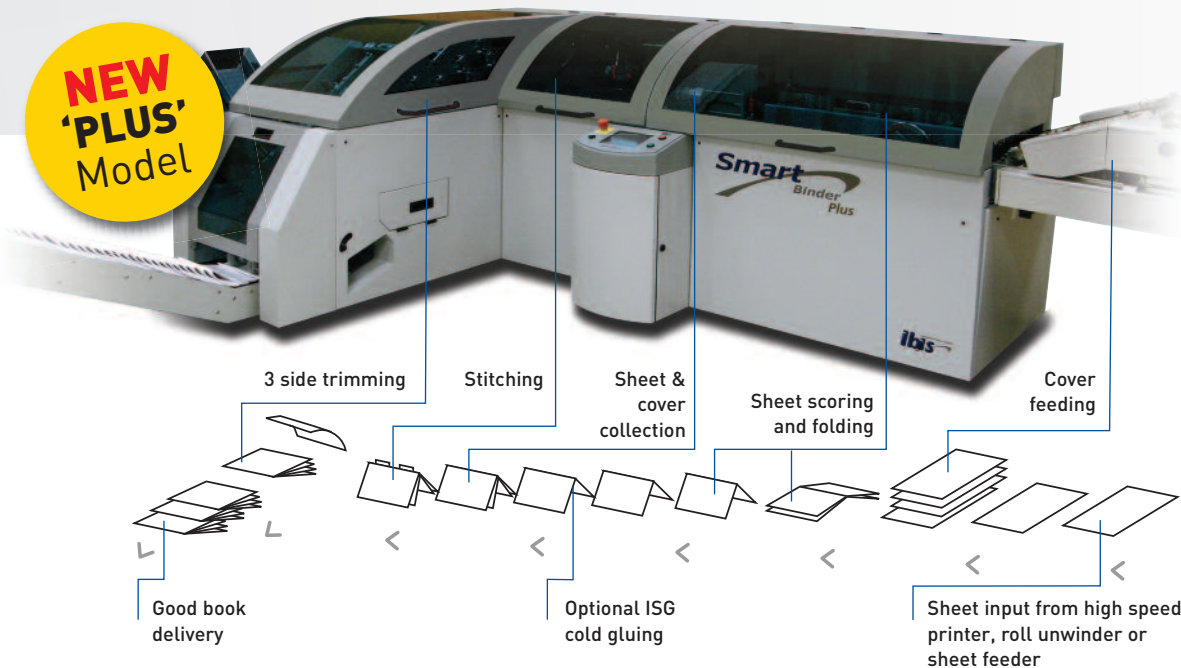 NEW
‘PLUS’
Model
Smart
Binder
Plus
ibis
3 side trimming
Stitching
Sheet &
cover
collection
Sheet scoring
and folding
Cover
feeding
Good book
delivery
Optional ISG
cold gluing
Sheet input from high speed
printer, roll unwinder or
sheet feeder